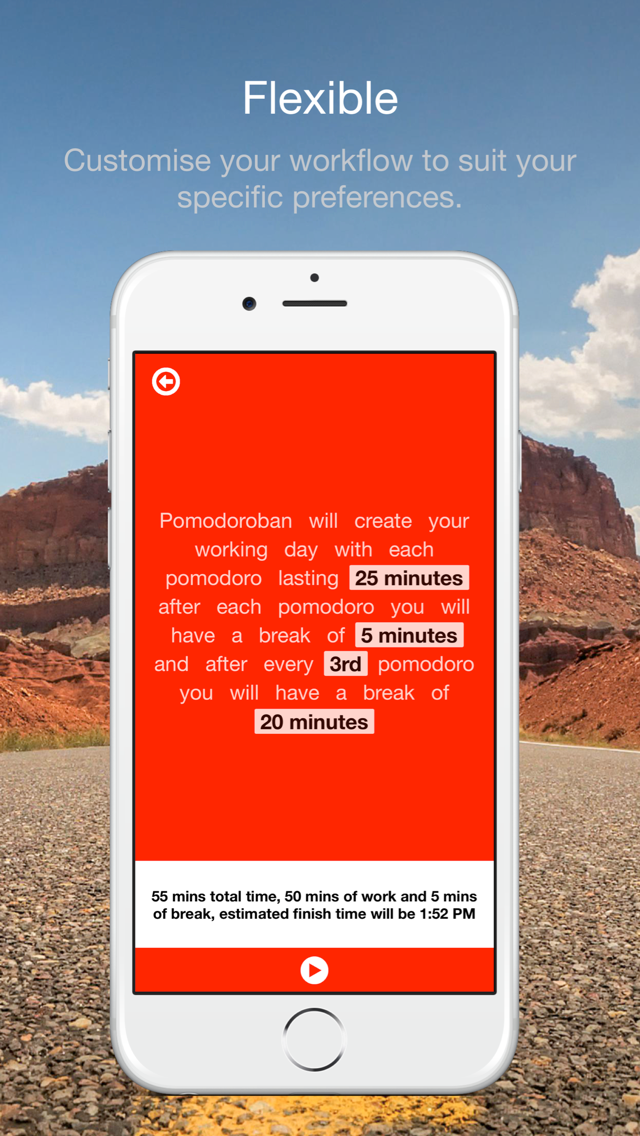 Flexible
Customise your workflow to suit your
specific preferences.
Pomodoroban will create your
working day with each
pomodoro lasting 25 minutes
after each pomodoro you will
have a break of 5 minutes
and after every 3rd pomodoro
you will have a break of
20 minutes
55 mins total time, 50 mins of work and 5 mins
of break, estimated finish time will be 1:52 PM